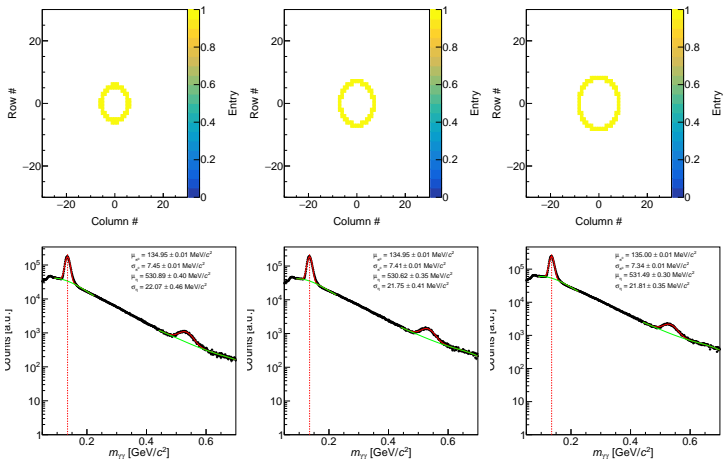 20
0
−20
Row #
−20 0 20
Column #
1
0.8
0.6
0.4
0.2
0
Entry
20
0
−20
Row #
−20 0 20
Column #
1
0.8
0.6
0.4
0.2
0
Entry
20
0
−20
Row #
−20 0 20
Column #
1
0.8
0.6
0.4
0.2
0
Entry
10⁵
10⁴
10³
10²
10
1
Counts [a.u.]
μπ⁰ = 134.95 ± 0.01 MeV/c²
σπ⁰ = 7.45 ± 0.01 MeV/c²
μη = 530.89 ± 0.40 MeV/c²
ση = 22.07 ± 0.46 MeV/c²
0.2 0.4 0.6
mγγ [GeV/c²]
10⁵
10⁴
10³
10²
10
1
Counts [a.u.]
μπ⁰ = 134.95 ± 0.01 MeV/c²
σπ⁰ = 7.41 ± 0.01 MeV/c²
μη = 530.62 ± 0.35 MeV/c²
ση = 21.75 ± 0.41 MeV/c²
0.2 0.4 0.6
mγγ [GeV/c²]
10⁵
10⁴
10³
10²
10
1
Counts [a.u.]
μπ⁰ = 135.00 ± 0.01 MeV/c²
σπ⁰ = 7.34 ± 0.01 MeV/c²
μη = 531.49 ± 0.30 MeV/c²
ση = 21.81 ± 0.35 MeV/c²
0.2 0.4 0.6
mγγ [GeV/c²]